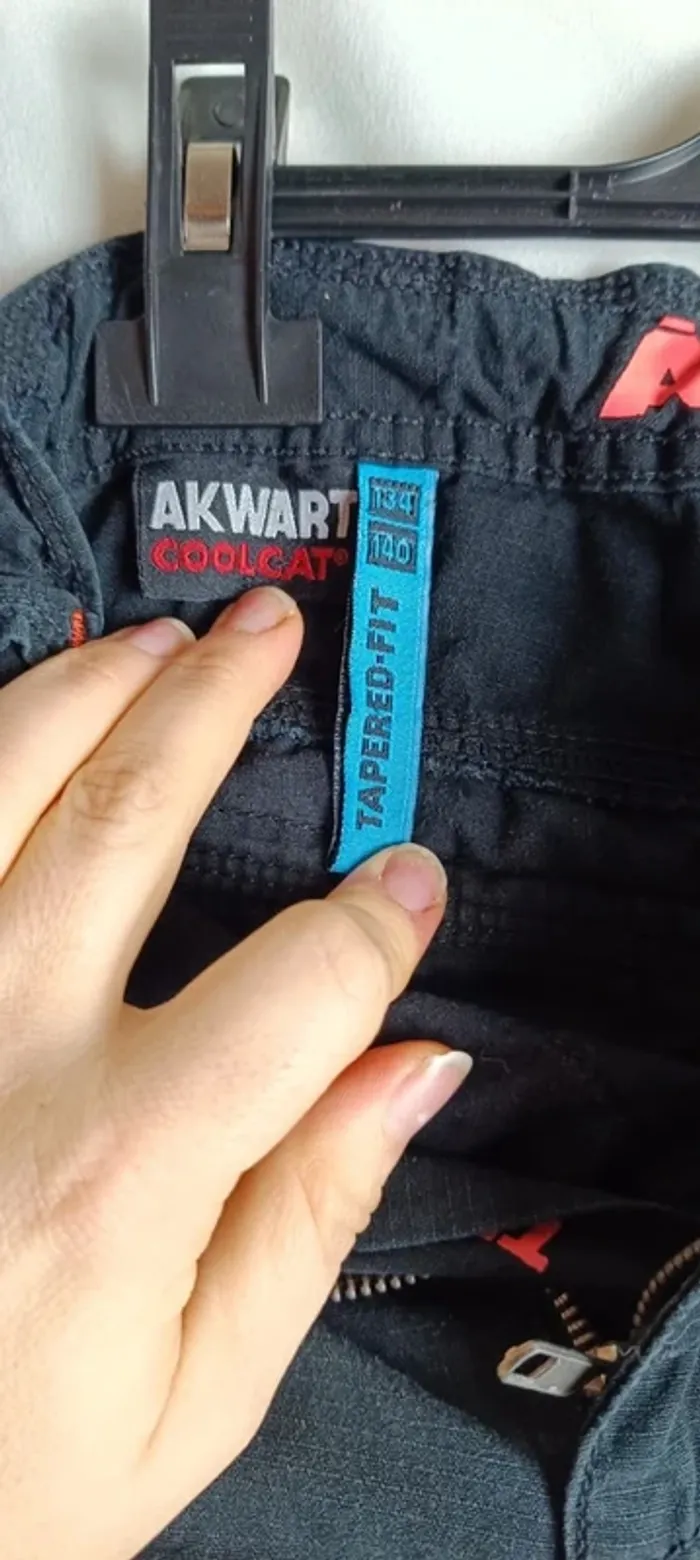 AKWART
COOLCAT®
134
140
TAPERED-FIT
A